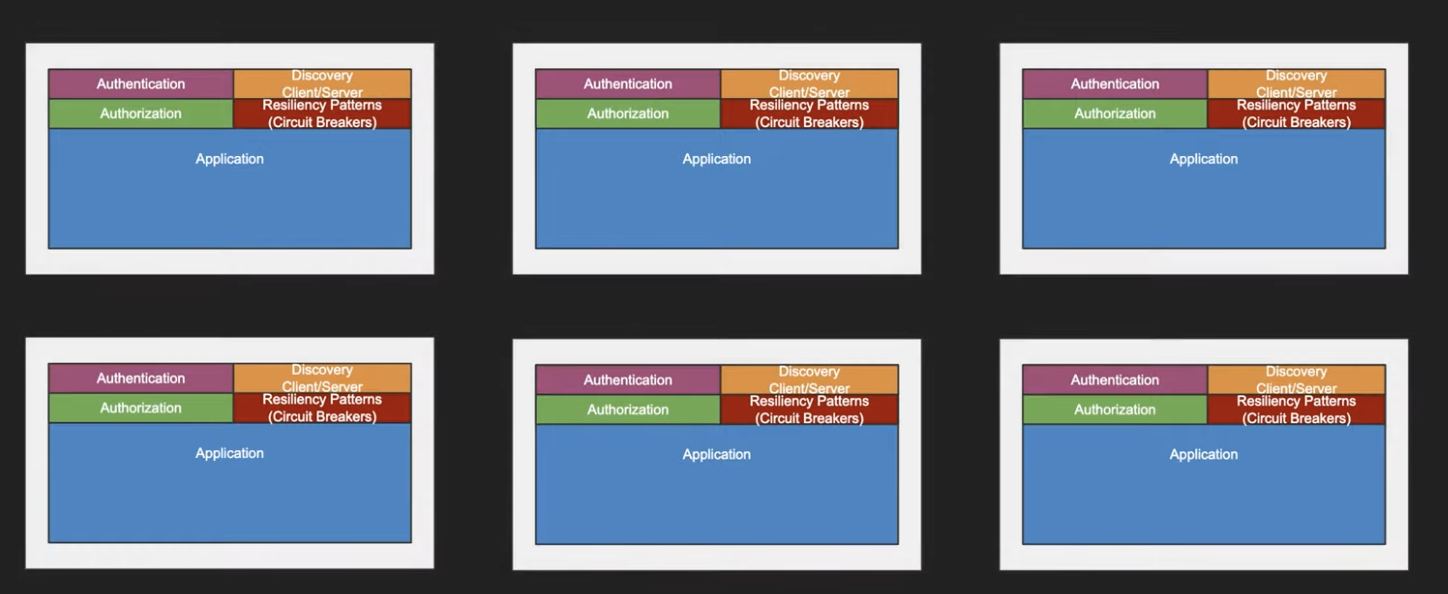 Authentication
Discovery
Client/Server
Authorization
Resiliency Patterns
(Circuit Breakers)
Application
Authentication
Discovery
Client/Server
Authorization
Resiliency Patterns
(Circuit Breakers)
Application
Authentication
Discovery
Client/Server
Authorization
Resiliency Patterns
(Circuit Breakers)
Application
Authentication
Discovery
Client/Server
Authorization
Resiliency Patterns
(Circuit Breakers)
Application
Authentication
Discovery
Client/Server
Authorization
Resiliency Patterns
(Circuit Breakers)
Application
Authentication
Discovery
Client/Server
Authorization
Resiliency Patterns
(Circuit Breakers)
Application